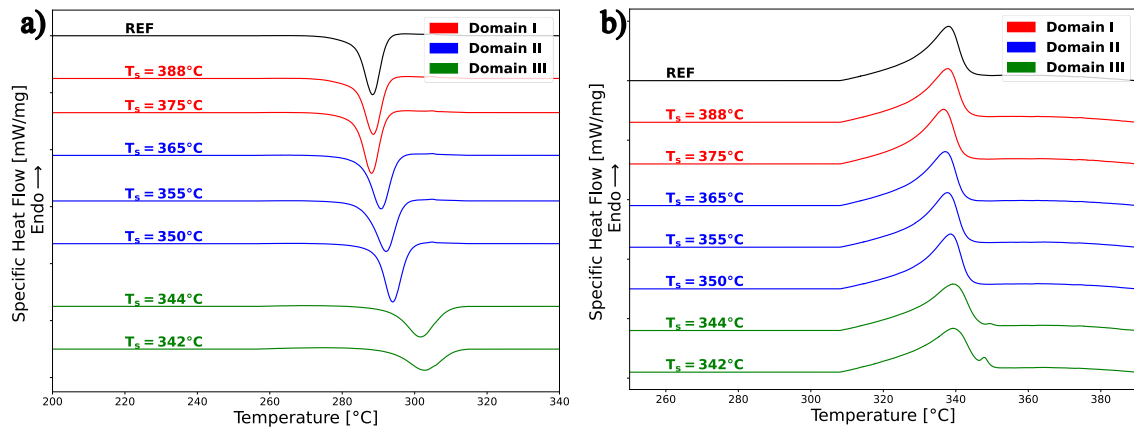 a)
REF
Domain I
Domain II
Domain III
Tₛ = 388°C
Tₛ = 375°C
Tₛ = 365°C
Tₛ = 355°C
Tₛ = 350°C
Tₛ = 344°C
Tₛ = 342°C
Specific Heat Flow [mW/mg]
Endo →
200 220 240 260 280 300 320 340
Temperature [°C]
b)
Domain I
Domain II
Domain III
REF
Tₛ = 388°C
Tₛ = 375°C
Tₛ = 365°C
Tₛ = 355°C
Tₛ = 350°C
Tₛ = 344°C
Tₛ = 342°C
Specific Heat Flow [mW/mg]
Endo →
260 280 300 320 340 360 380
Temperature [°C]